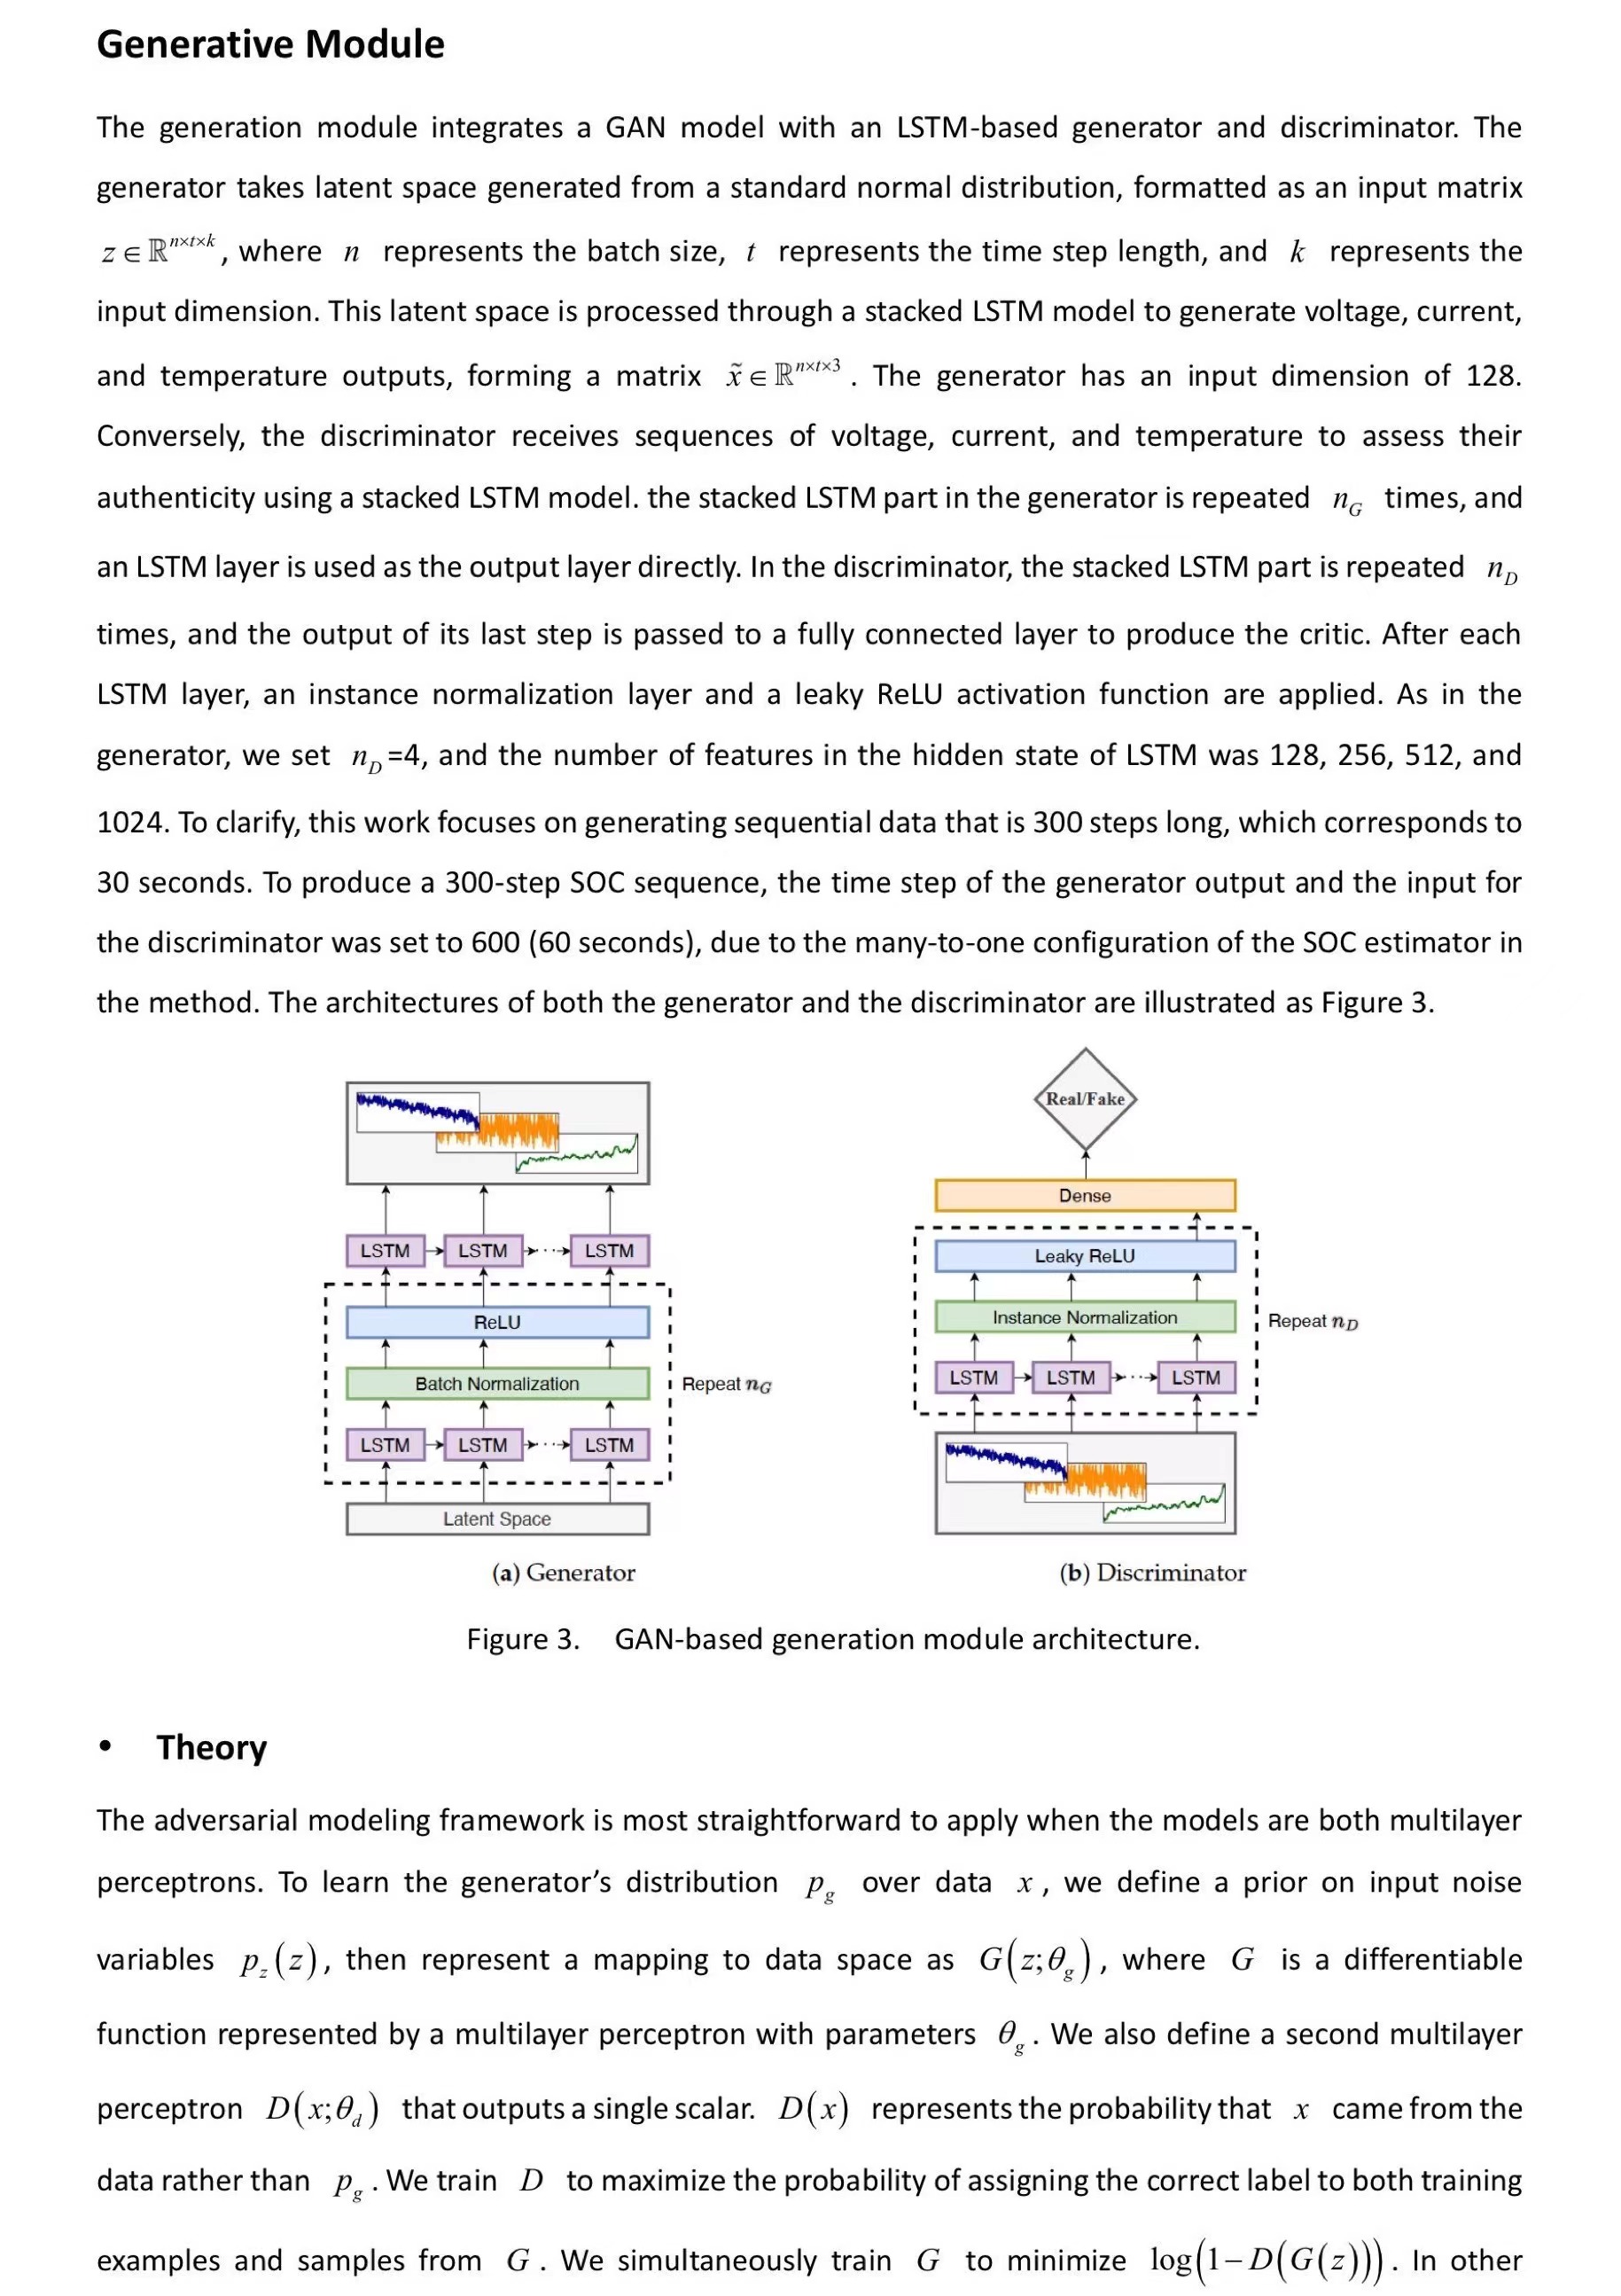 Generative Module
The generation module integrates a GAN model with an LSTM-based generator and discriminator. The
generator takes latent space generated from a standard normal distribution, formatted as an input matrix
z ∈ ℝ^{n×t×k}, where n represents the batch size, t represents the time step length, and k represents the
input dimension. This latent space is processed through a stacked LSTM model to generate voltage, current,
and temperature outputs, forming a matrix x̃ ∈ ℝ^{n×t×3}. The generator has an input dimension of 128.
Conversely, the discriminator receives sequences of voltage, current, and temperature to assess their
authenticity using a stacked LSTM model. the stacked LSTM part in the generator is repeated n_G times, and
an LSTM layer is used as the output layer directly. In the discriminator, the stacked LSTM part is repeated n_D
times, and the output of its last step is passed to a fully connected layer to produce the critic. After each
LSTM layer, an instance normalization layer and a leaky ReLU activation function are applied. As in the
generator, we set n_D=4, and the number of features in the hidden state of LSTM was 128, 256, 512, and
1024. To clarify, this work focuses on generating sequential data that is 300 steps long, which corresponds to
30 seconds. To produce a 300-step SOC sequence, the time step of the generator output and the input for
the discriminator was set to 600 (60 seconds), due to the many-to-one configuration of the SOC estimator in
the method. The architectures of both the generator and the discriminator are illustrated as Figure 3.
LSTM LSTM ··· LSTM
ReLU
Batch Normalization
Repeat n_G
LSTM LSTM ··· LSTM
Latent Space
(a) Generator
Real/Fake
Dense
Leaky ReLU
Instance Normalization
Repeat n_D
LSTM LSTM ··· LSTM
(b) Discriminator
Figure 3. GAN-based generation module architecture.
• Theory
The adversarial modeling framework is most straightforward to apply when the models are both multilayer
perceptrons. To learn the generator’s distribution p_g over data x, we define a prior on input noise
variables p_z(z), then represent a mapping to data space as G(z;θ_g), where G is a differentiable
function represented by a multilayer perceptron with parameters θ_g. We also define a second multilayer
perceptron D(x;θ_d) that outputs a single scalar. D(x) represents the probability that x came from the
data rather than p_g. We train D to maximize the probability of assigning the correct label to both training
examples and samples from G. We simultaneously train G to minimize log(1−D(G(z))). In other